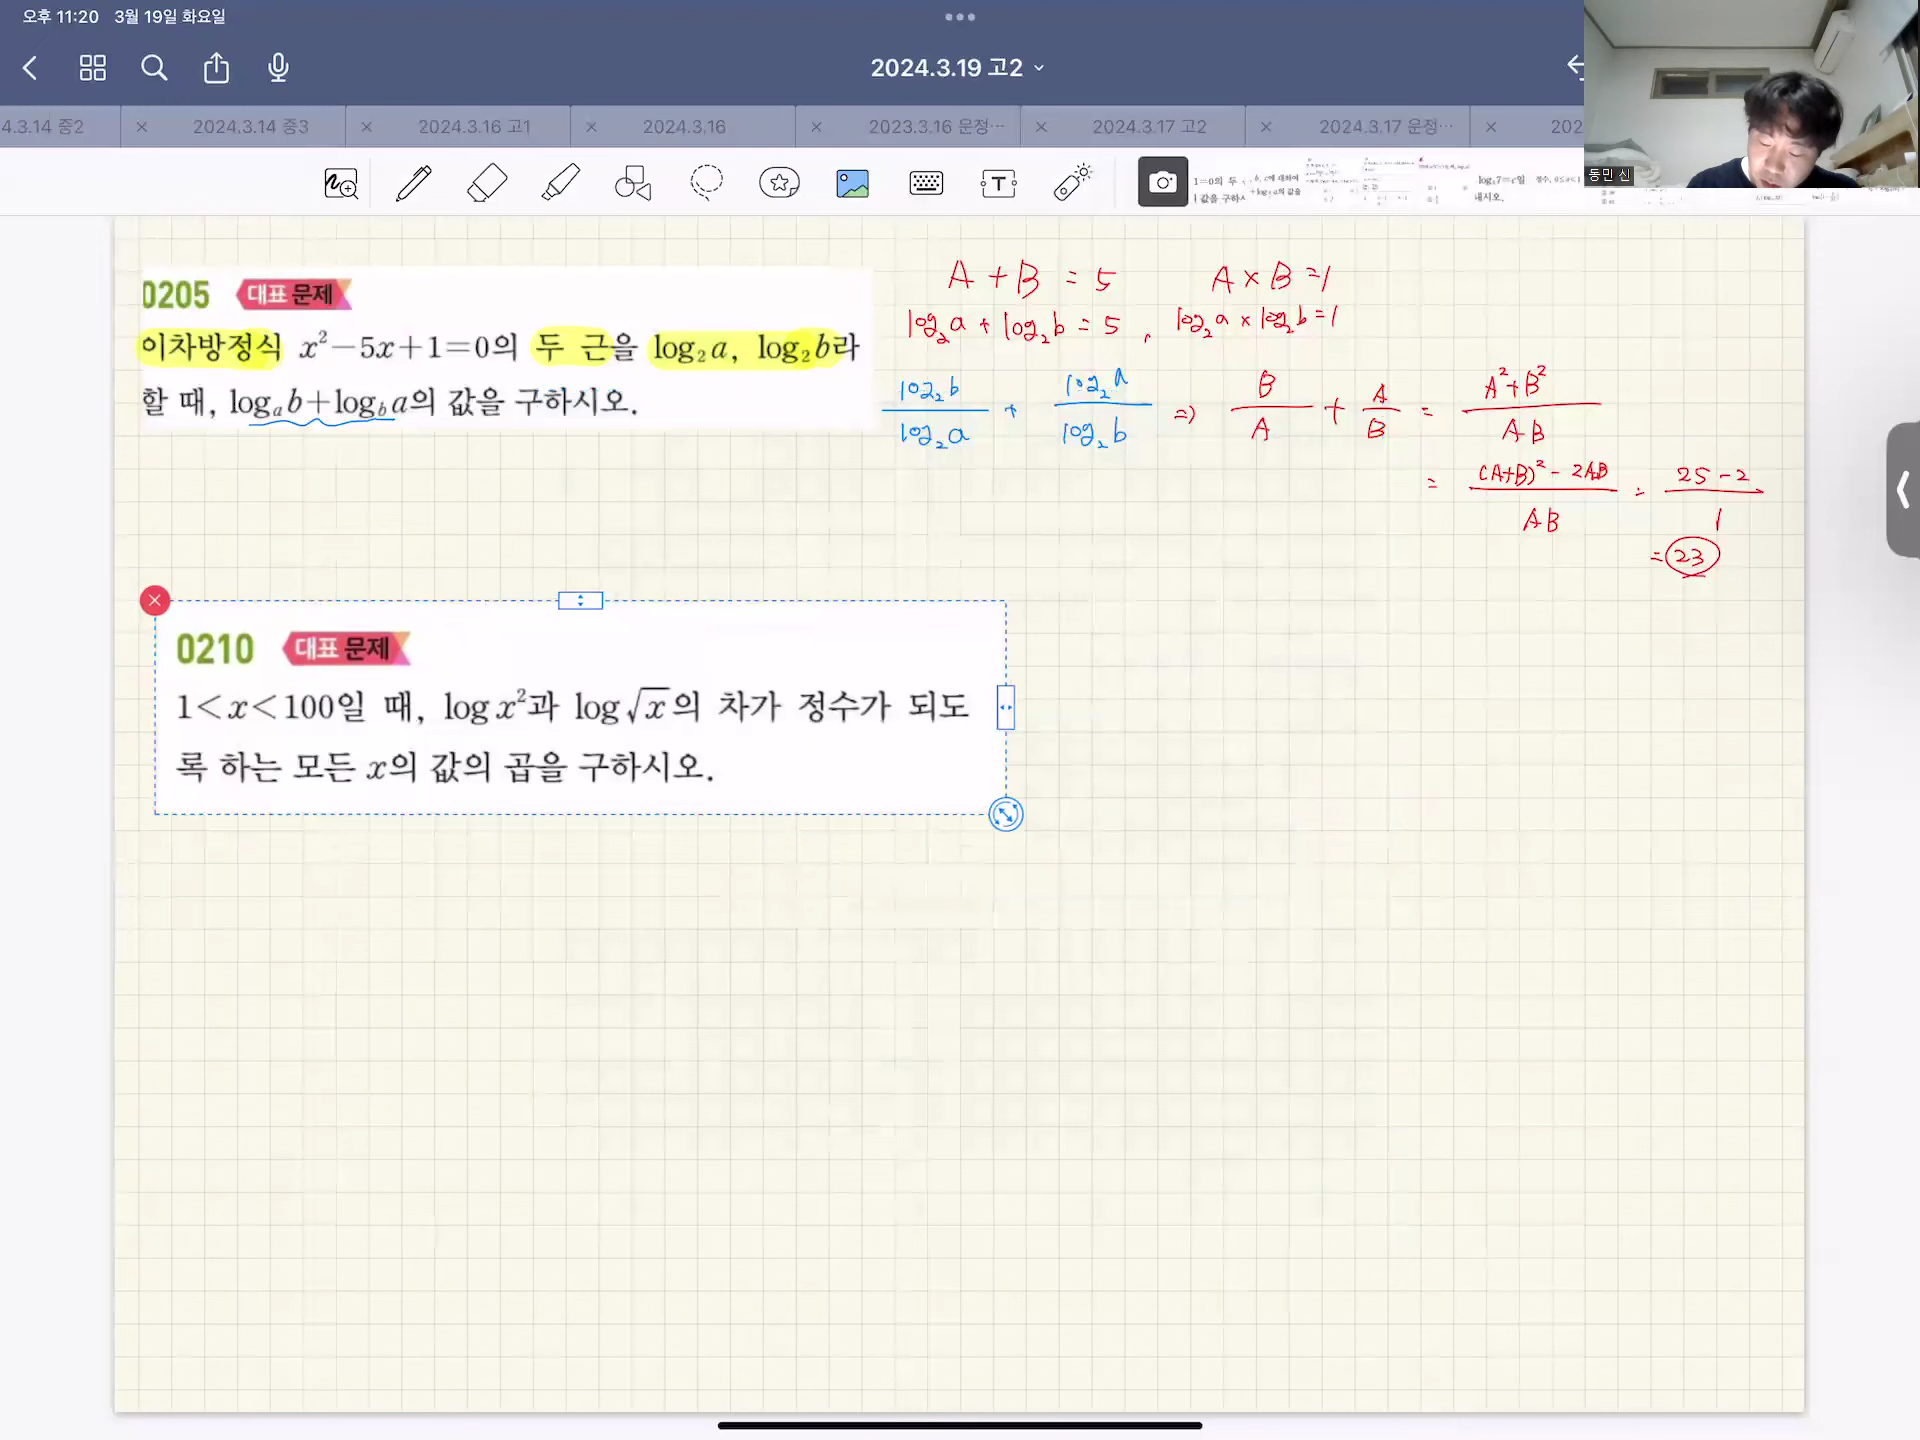 오후 11:20 3월 19일 화요일
2024.3.19 고2
4.3.14 중2
2024.3.14 중3
2024.3.16 고1
2024.3.16
2023.3.16 운정…
2024.3.17 고2
2024.3.17 운정…
202
동민 신
0205 대표 문제
이차방정식 x²−5x+1=0의 두 근을 log₂a, log₂b라
할 때, logₐb+log_b a의 값을 구하시오.
A + B = 5 A × B = 1
log₂a + log₂b = 5 , log₂a × log₂b = 1
log₂b / log₂a + log₂a / log₂b ⇒ B/A + A/B = A²+B² / AB
= (A+B)² − 2AB / AB = 25 − 2 / 1
= 23
0210 대표 문제
1<x<100일 때, log x²과 log √x의 차가 정수가 되도
록 하는 모든 x의 값의 곱을 구하시오.